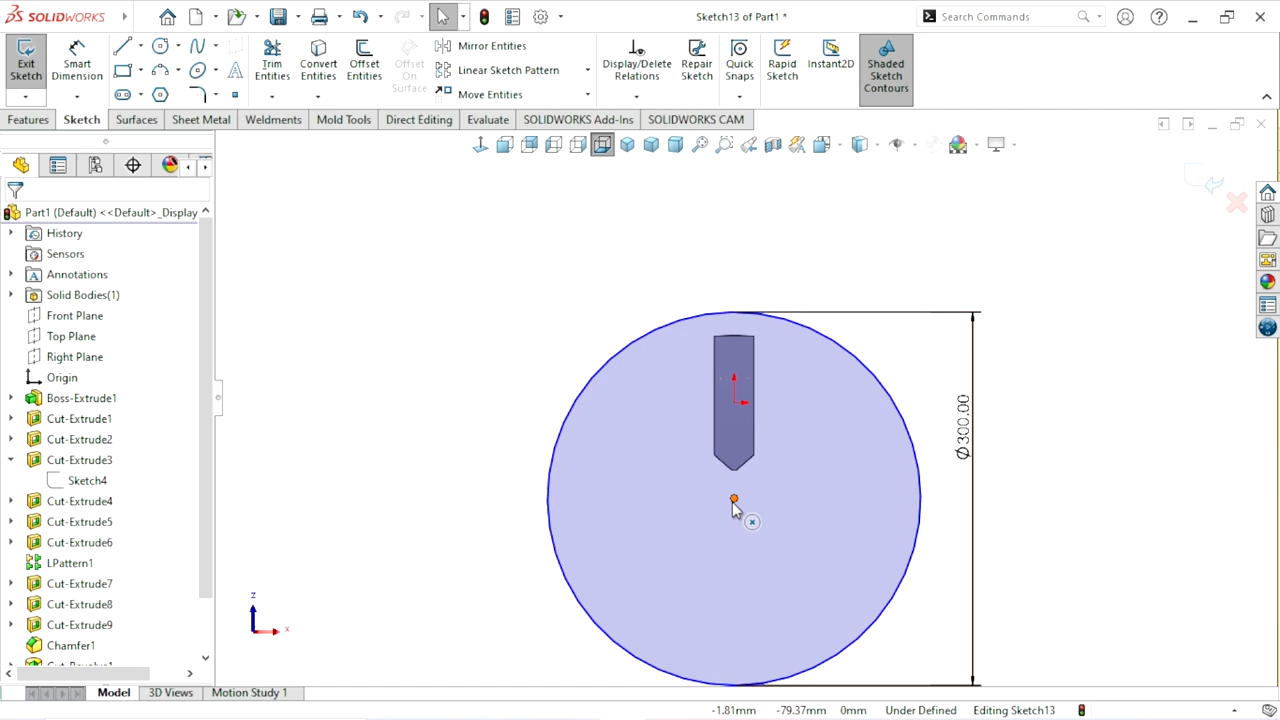 SOLIDWORKS
Sketch13 of Part1 *
Search Commands
Exit Sketch
Smart Dimension
Trim Entities
Convert Entities
Offset Entities
Offset On Surface
Mirror Entities
Linear Sketch Pattern
Move Entities
Display/Delete Relations
Repair Sketch
Quick Snaps
Rapid Sketch
Instant2D
Shaded Sketch Contours
Features
Sketch
Surfaces
Sheet Metal
Weldments
Mold Tools
Direct Editing
Evaluate
SOLIDWORKS Add-Ins
SOLIDWORKS CAM
Part1 (Default) <<Default>_Display
History
Sensors
Annotations
Solid Bodies(1)
Front Plane
Top Plane
Right Plane
Origin
Boss-Extrude1
Cut-Extrude1
Cut-Extrude2
Cut-Extrude3
Sketch4
Cut-Extrude4
Cut-Extrude5
Cut-Extrude6
LPattern1
Cut-Extrude7
Cut-Extrude8
Cut-Extrude9
Chamfer1
Cut-Revolve1
Ø300.00
z
x
Model
3D Views
Motion Study 1
-1.81mm
-79.37mm
0mm
Under Defined
Editing Sketch13